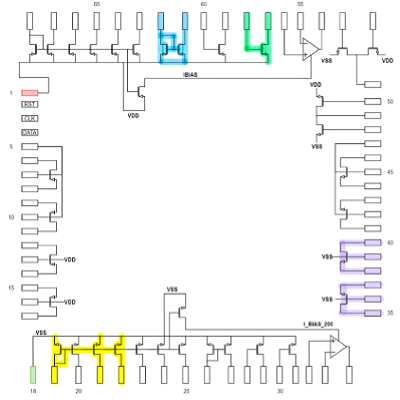 65
60
55
VSS
VDD
IBIAS
1
RST
CLK
DATA
VDD
VDD
50
VSS
5
45
10
40
VSS
VDD
15
VSS
VDD
35
VSS
I_BIAS_200
VSS
18
20
25
30